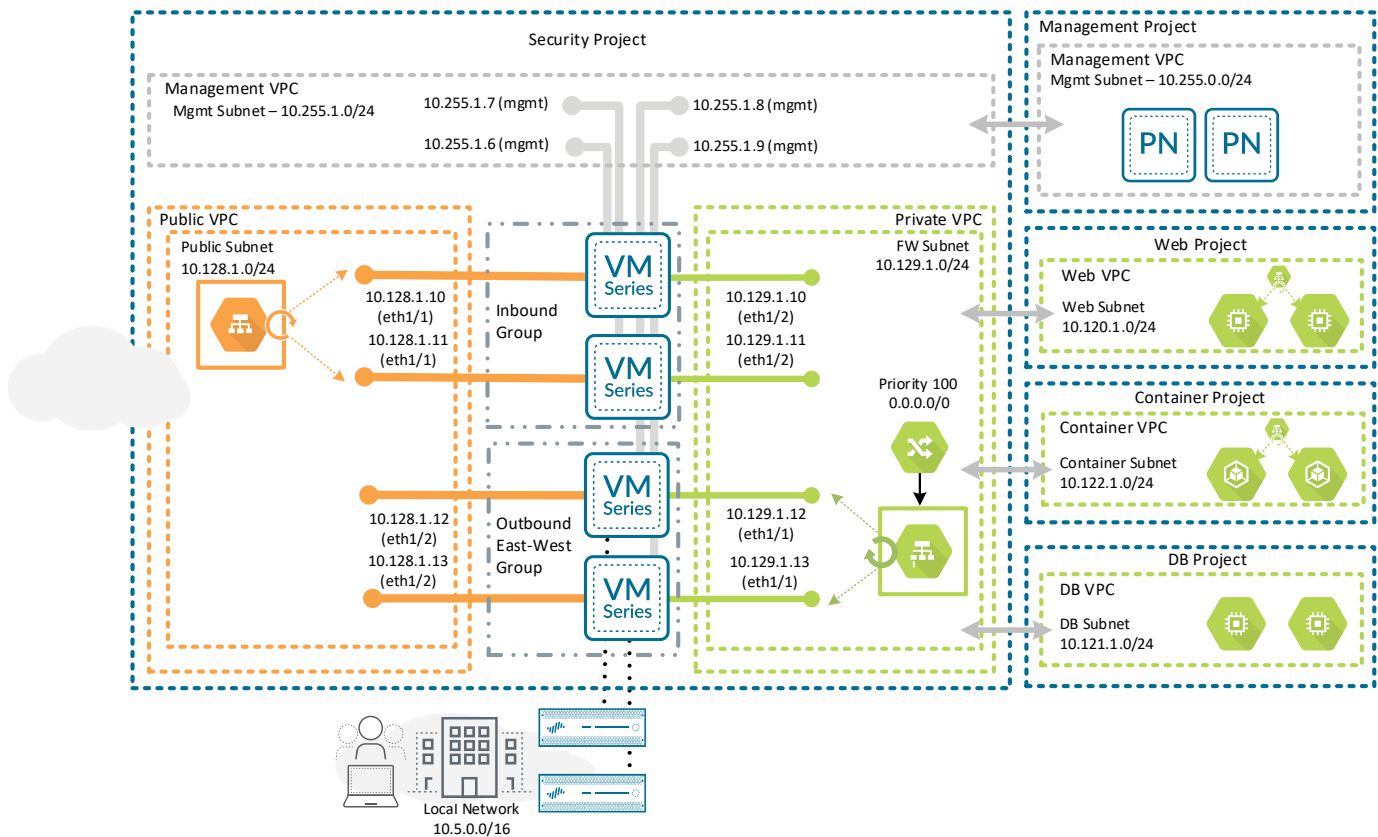 Security Project
Management VPC
Mgmt Subnet – 10.255.1.0/24
10.255.1.7 (mgmt)
10.255.1.6 (mgmt)
10.255.1.8 (mgmt)
10.255.1.9 (mgmt)
Public VPC
Public Subnet
10.128.1.0/24
10.128.1.10
(eth1/1)
10.128.1.11
(eth1/1)
10.128.1.12
(eth1/2)
10.128.1.13
(eth1/2)
Inbound
Group
VM
Series
VM
Series
Outbound
East-West
Group
VM
Series
VM
Series
Private VPC
FW Subnet
10.129.1.0/24
10.129.1.10
(eth1/2)
10.129.1.11
(eth1/2)
Priority 100
0.0.0.0/0
10.129.1.12
(eth1/1)
10.129.1.13
(eth1/1)
Management Project
Management VPC
Mgmt Subnet – 10.255.0.0/24
PN
PN
Web Project
Web VPC
Web Subnet
10.120.1.0/24
Container Project
Container VPC
Container Subnet
10.122.1.0/24
DB Project
DB VPC
DB Subnet
10.121.1.0/24
Local Network
10.5.0.0/16